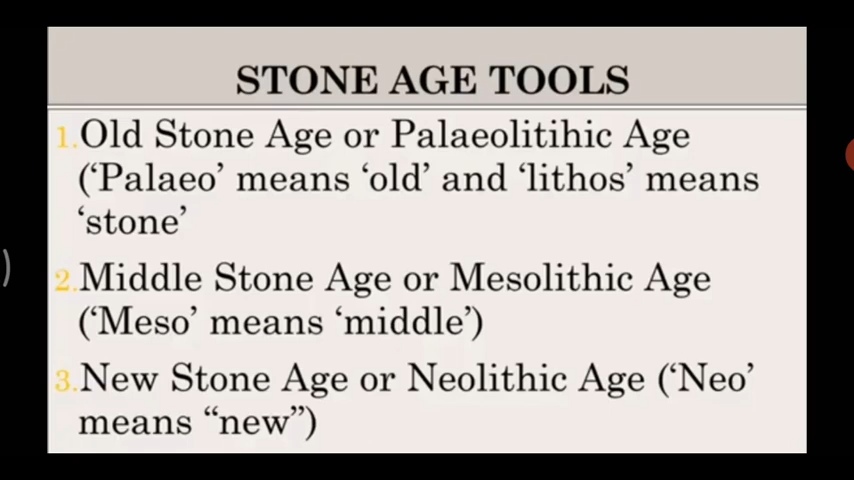 STONE AGE TOOLS
1.Old Stone Age or Palaeolitihic Age
(‘Palaeo’ means ‘old’ and ‘lithos’ means
‘stone’
2.Middle Stone Age or Mesolithic Age
(‘Meso’ means ‘middle’)
3.New Stone Age or Neolithic Age (‘Neo’
means “new”)